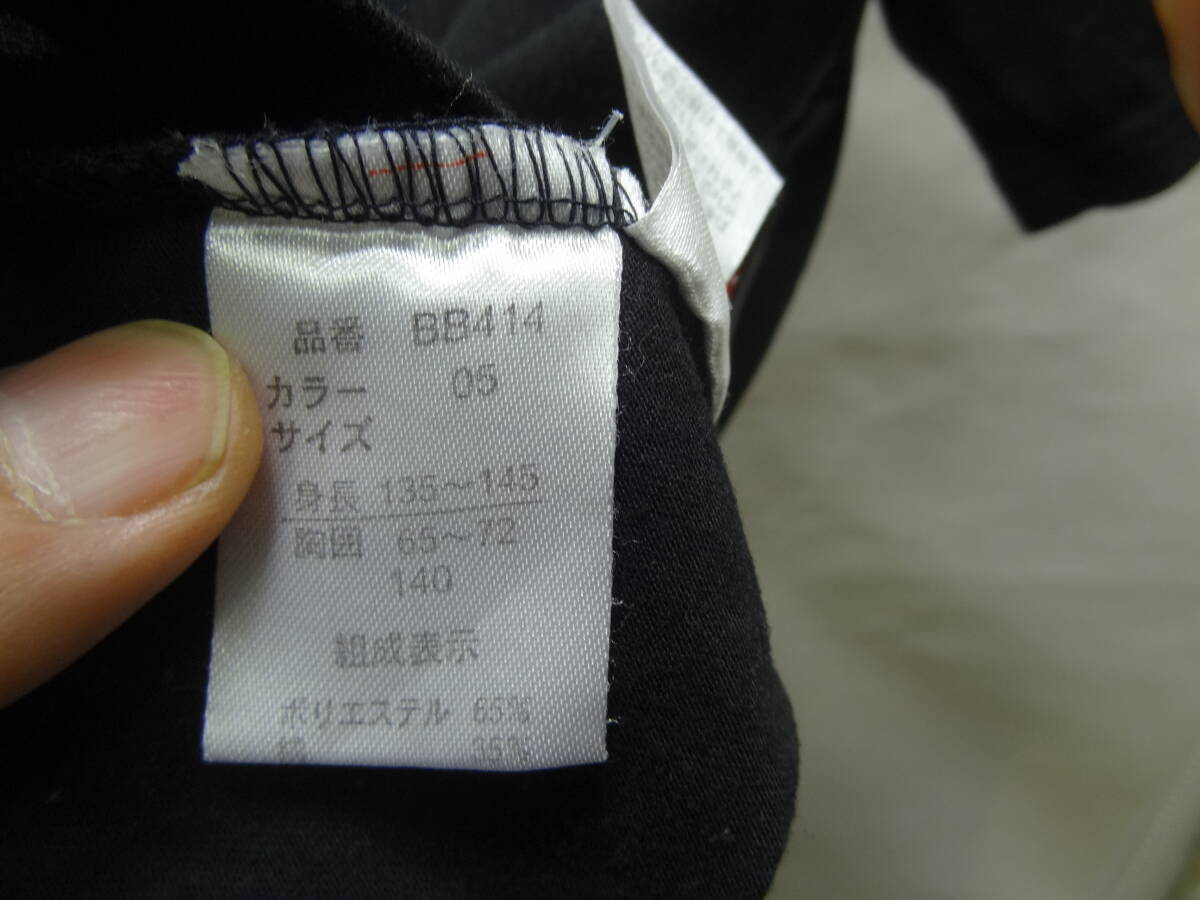 品番 BB414
カラー 05
サイズ
身長 135～145
胸囲 65～72
140
組成表示
ポリエステル 65%
35%